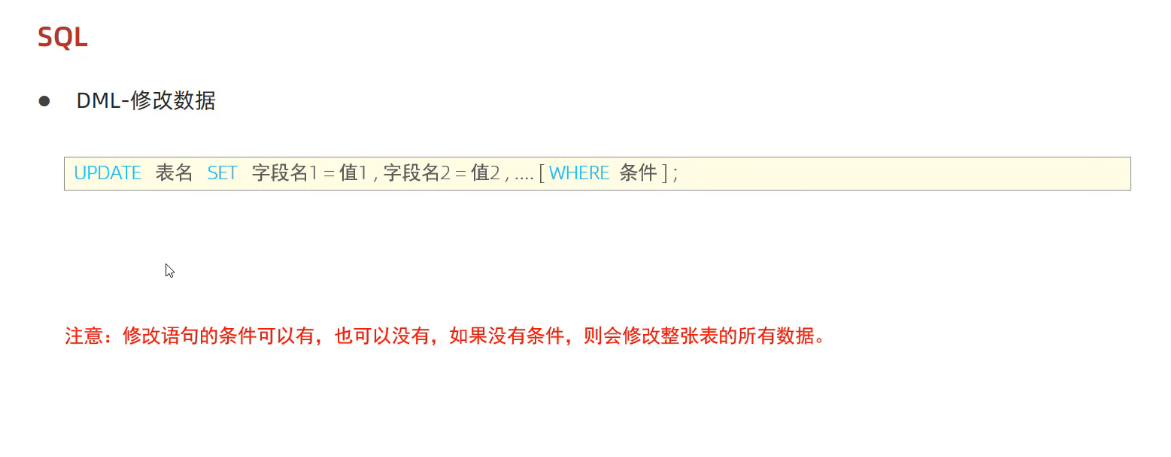 SQL
DML-修改数据
UPDATE 表名 SET 字段名1 = 值1 , 字段名2 = 值2 , .... [ WHERE 条件 ] ;
注意：修改语句的条件可以有，也可以没有，如果没有条件，则会修改整张表的所有数据。